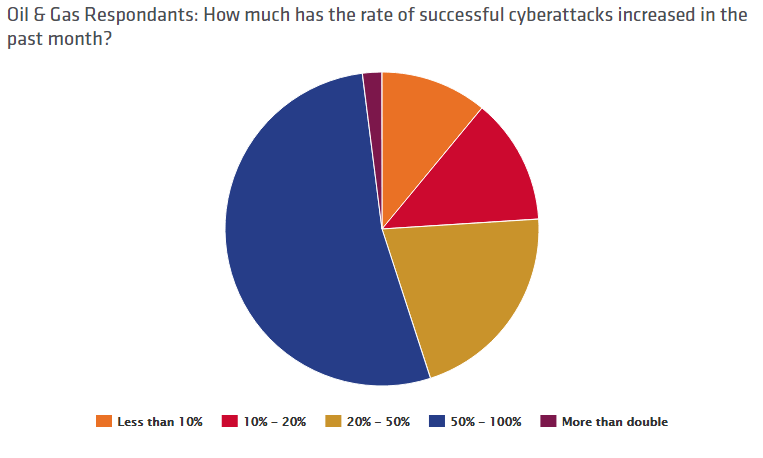 Oil & Gas Respondants: How much has the rate of successful cyberattacks increased in the
past month?
Less than 10% 10% – 20% 20% – 50% 50% – 100% More than double